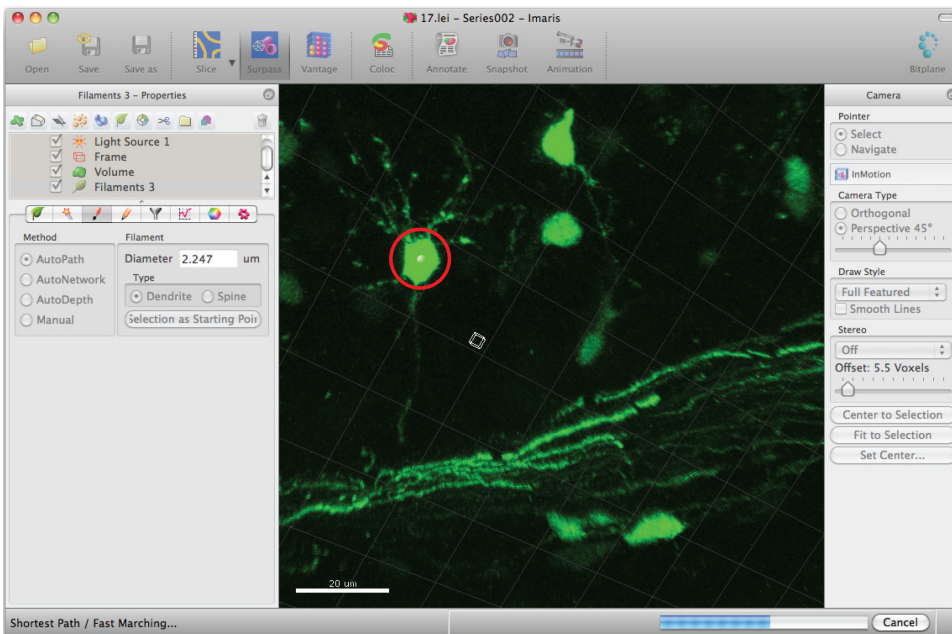 17.lei – Series002 – Imaris
Open
Save
Save as
Slice
Surpass
Vantage
Coloc
Annotate
Snapshot
Animation
Bitplane
Filaments 3 – Properties
Light Source 1
Frame
Volume
Filaments 3
Method
Filament
AutoPath
AutoNetwork
AutoDepth
Manual
Diameter 2.247 um
Type
Dendrite Spine
Selection as Starting Poin
20 um
Camera
Pointer
Select
Navigate
InMotion
Camera Type
Orthogonal
Perspective 45°
Draw Style
Full Featured
Smooth Lines
Stereo
Off
Offset: 5.5 Voxels
Center to Selection
Fit to Selection
Set Center...
Shortest Path / Fast Marching...
Cancel